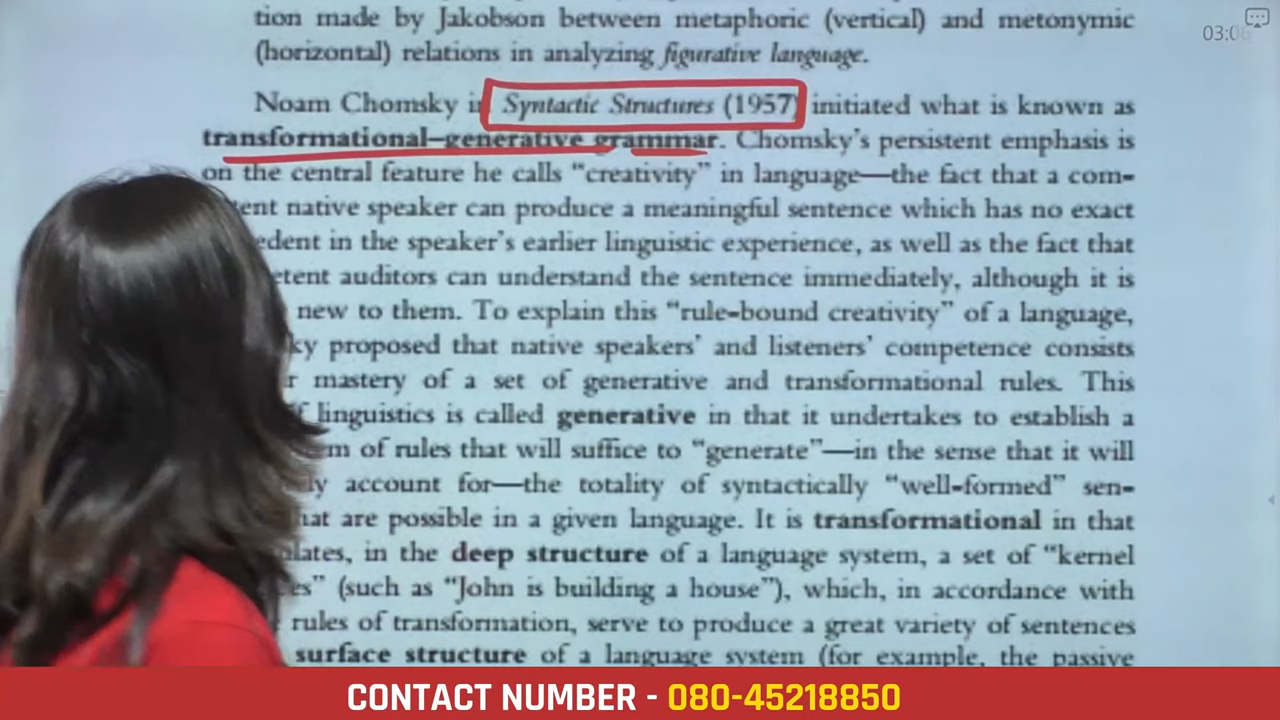 tion made by Jakobson between metaphoric (vertical) and metonymic
(horizontal) relations in analyzing figurative language.
03:06
Noam Chomsky in Syntactic Structures (1957) initiated what is known as
transformational–generative grammar. Chomsky's persistent emphasis is
on the central feature he calls "creativity" in language—the fact that a com-
tent native speaker can produce a meaningful sentence which has no exact
edent in the speaker's earlier linguistic experience, as well as the fact that
etent auditors can understand the sentence immediately, although it is
new to them. To explain this "rule-bound creativity" of a language,
ky proposed that native speakers' and listeners' competence consists
r mastery of a set of generative and transformational rules. This
f linguistics is called generative in that it undertakes to establish a
em of rules that will suffice to "generate"—in the sense that it will
ly account for—the totality of syntactically "well-formed" sen-
hat are possible in a given language. It is transformational in that
lates, in the deep structure of a language system, a set of "kernel
es" (such as "John is building a house"), which, in accordance with
rules of transformation, serve to produce a great variety of sentences
surface structure of a language system (for example, the passive
CONTACT NUMBER - 080-45218850